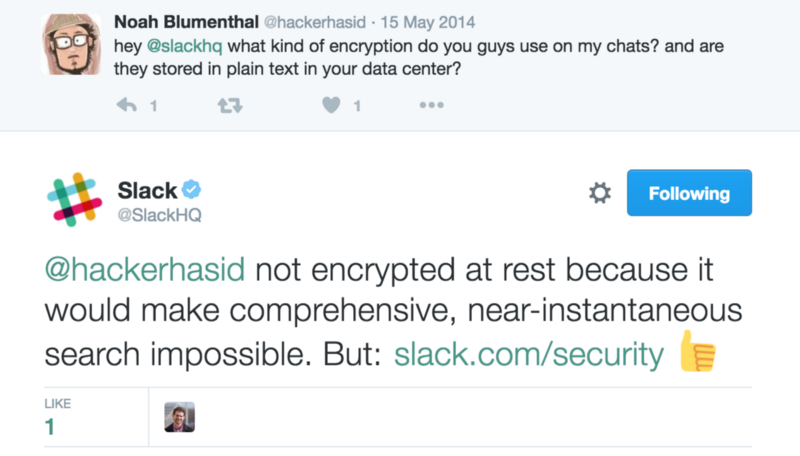 Noah Blumenthal @hackerhasid · 15 May 2014
hey @slackhq what kind of encryption do you guys use on my chats? and are
they stored in plain text in your data center?
1 1
Slack
@SlackHQ
Following
@hackerhasid not encrypted at rest because it
would make comprehensive, near-instantaneous
search impossible. But: slack.com/security 👍
LIKE
1